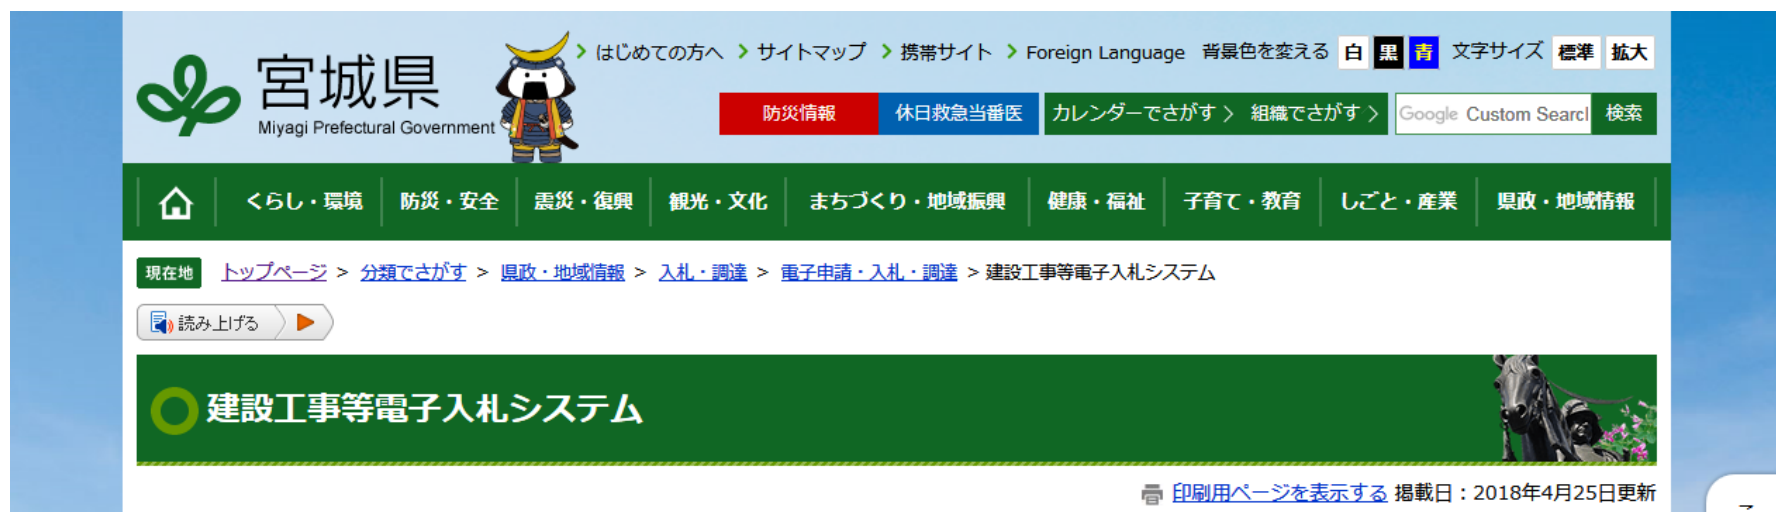 はじめての方へ サイトマップ 携帯サイト Foreign Language 背景色を変える 白 黒 青 文字サイズ 標準 拡大
宮城県
Miyagi Prefectural Government
防災情報 休日救急当番医 カレンダーでさがす 組織でさがす Google Custom Searcl 検索
くらし・環境 防災・安全 震災・復興 観光・文化 まちづくり・地域振興 健康・福祉 子育て・教育 しごと・産業 県政・地域情報
現在地 トップページ > 分類でさがす > 県政・地域情報 > 入札・調達 > 電子申請・入札・調達 > 建設工事等電子入札システム
読み上げる
建設工事等電子入札システム
印刷用ページを表示する 掲載日：2018年4月25日更新